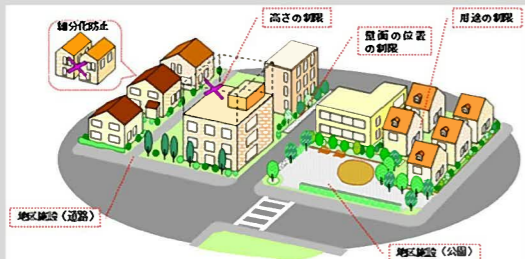 細分化防止
高さの制限
壁面の位置
の制限
用途の制限
地区施設（道路）
地区施設（公園）